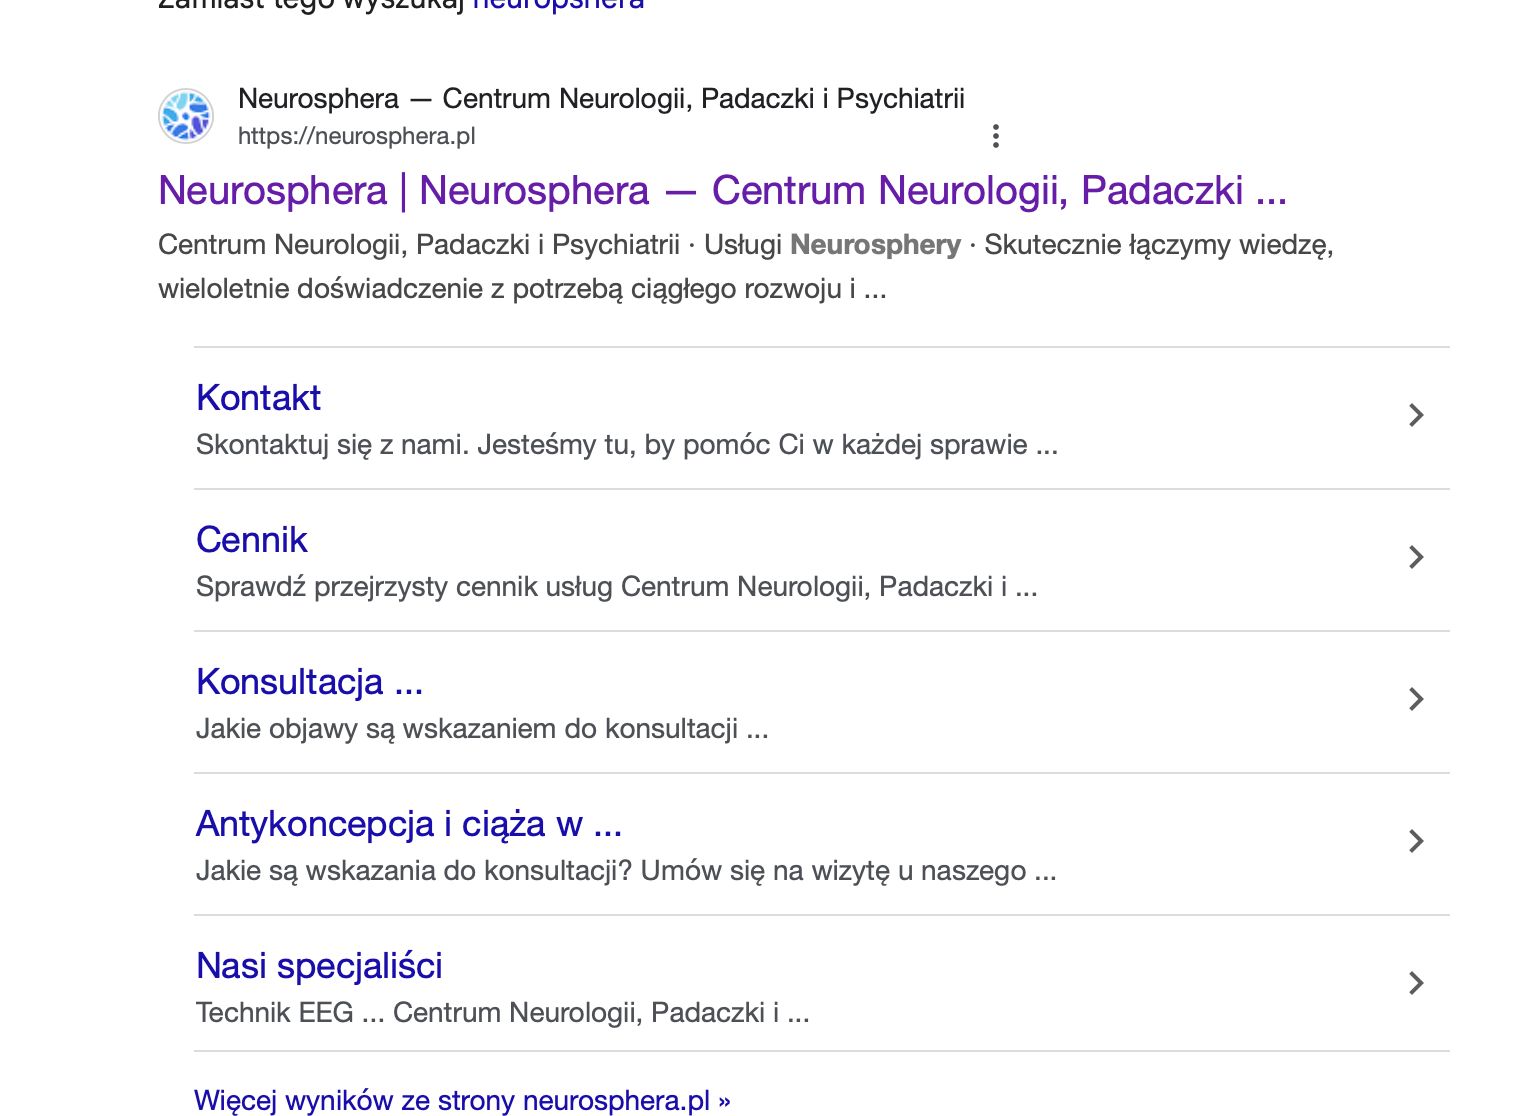 Zamiast tego wyszukaj neuropshera
Neurosphera — Centrum Neurologii, Padaczki i Psychiatrii
https://neurosphera.pl
Neurosphera | Neurosphera — Centrum Neurologii, Padaczki ...
Centrum Neurologii, Padaczki i Psychiatrii · Usługi Neurosphery · Skutecznie łączymy wiedzę,
wieloletnie doświadczenie z potrzebą ciągłego rozwoju i ...
Kontakt
Skontaktuj się z nami. Jesteśmy tu, by pomóc Ci w każdej sprawie ...
Cennik
Sprawdź przejrzysty cennik usług Centrum Neurologii, Padaczki i ...
Konsultacja ...
Jakie objawy są wskazaniem do konsultacji ...
Antykoncepcja i ciąża w ...
Jakie są wskazania do konsultacji? Umów się na wizytę u naszego ...
Nasi specjaliści
Technik EEG ... Centrum Neurologii, Padaczki i ...
Więcej wyników ze strony neurosphera.pl »